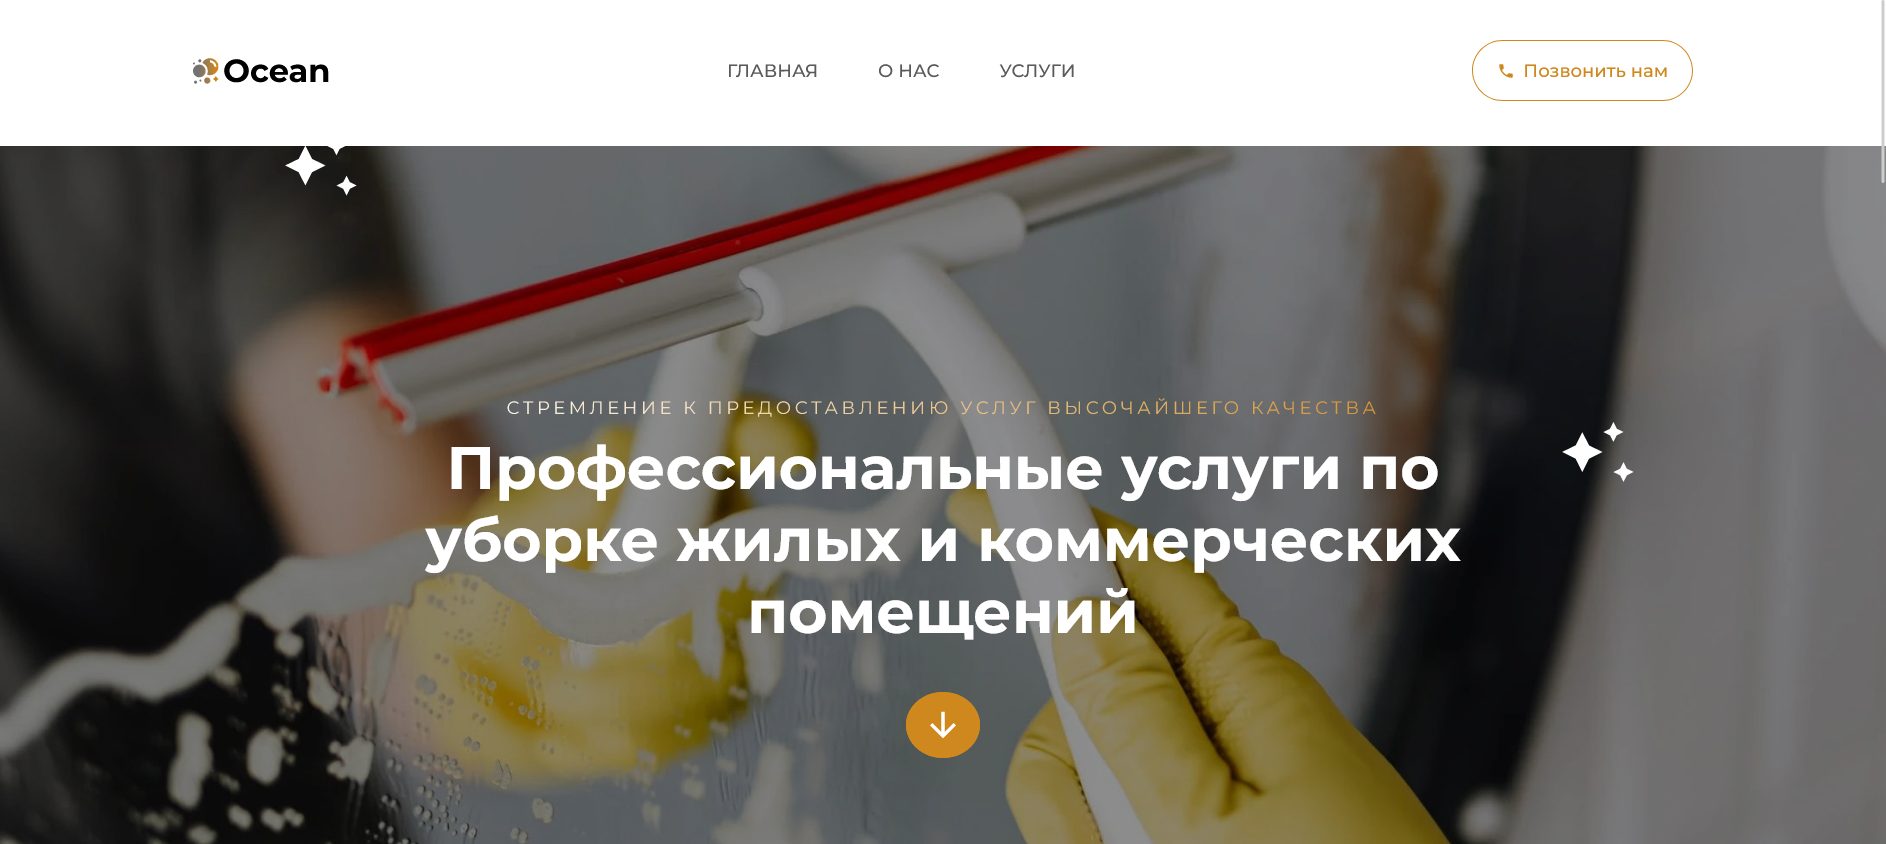 Ocean
ГЛАВНАЯ
О НАС
УСЛУГИ
Позвонить нам
СТРЕМЛЕНИЕ К ПРЕДОСТАВЛЕНИЮ УСЛУГ ВЫСОЧАЙШЕГО КАЧЕСТВА
Профессиональные услуги по
уборке жилых и коммерческих
помещений